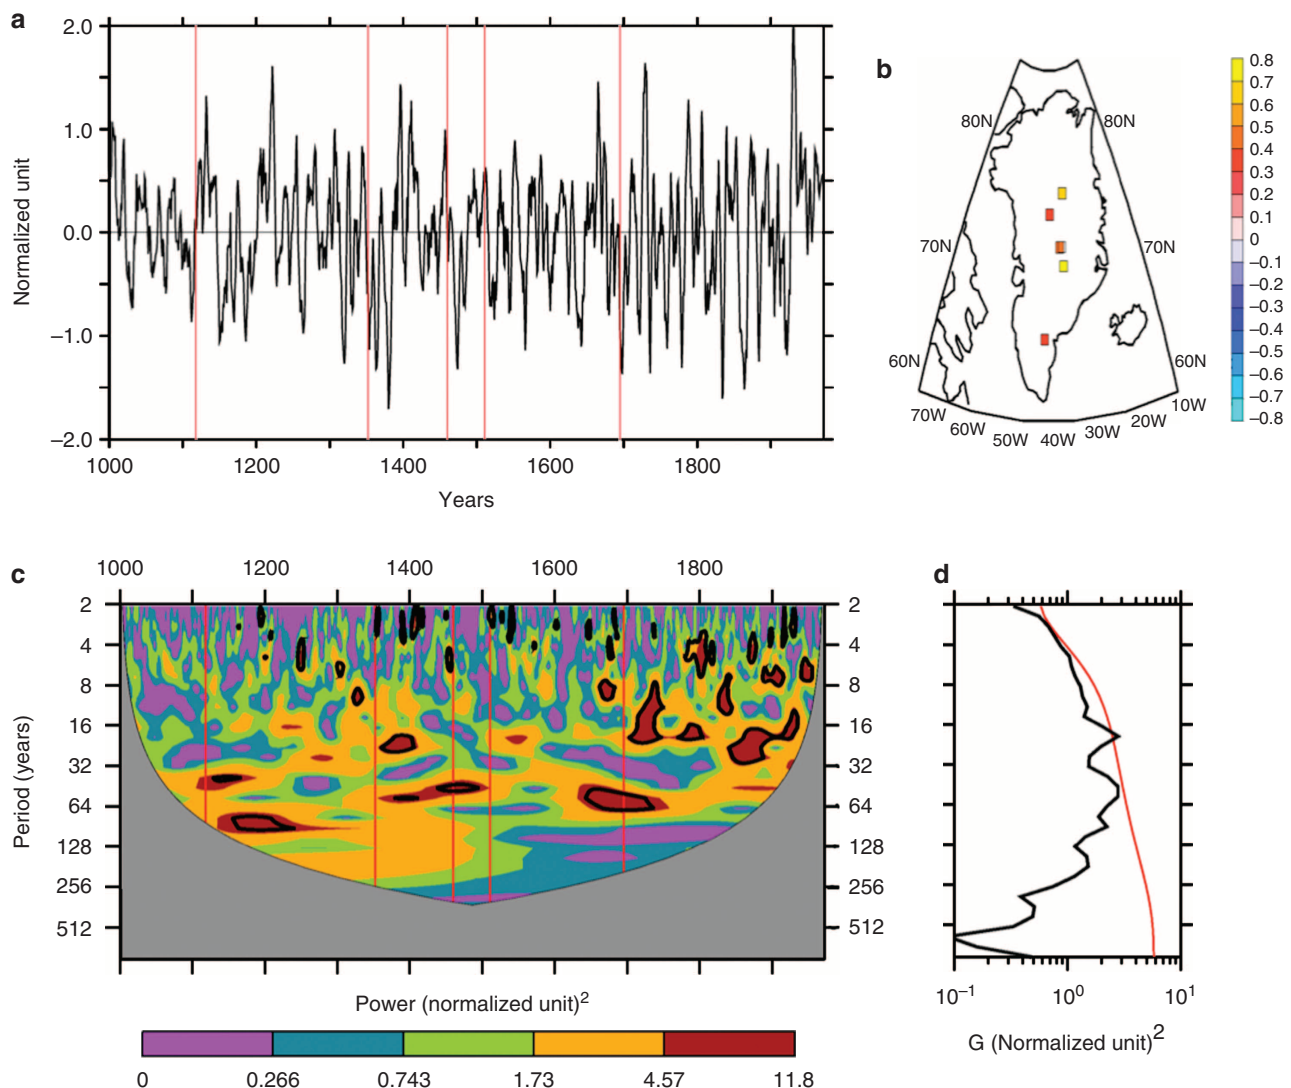 a
2.0
1.0
0.0
–1.0
–2.0
Normalized unit
1000 1200 1400 1600 1800
Years
b
80N 80N
70N 70N
60N 60N
70W 60W 50W 40W 30W 20W 10W
0.8
0.7
0.6
0.5
0.4
0.3
0.2
0.1
0
–0.1
–0.2
–0.3
–0.4
–0.5
–0.6
–0.7
–0.8
c
1000 1200 1400 1600 1800
2 2
4 4
8 8
16 16
32 32
64 64
128 128
256 256
512 512
Period (years)
Power (normalized unit)²
0 0.266 0.743 1.73 4.57 11.8
d
10⁻¹ 10⁰ 10¹
G (Normalized unit)²